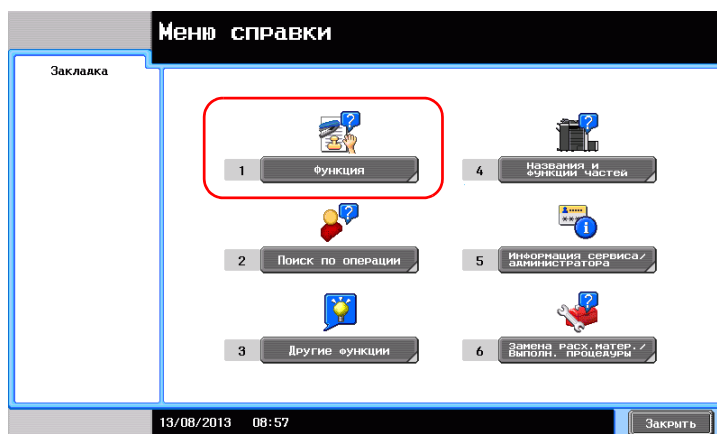 Меню справки
Закладка
1 Функция
4 Названия и
функции частей
2 Поиск по операции
5 Информация сервиса/
администратора
3 Другие функции
6 Замена расх.матер./
Выполн. процедуры
13/08/2013 08:57
Закрыть